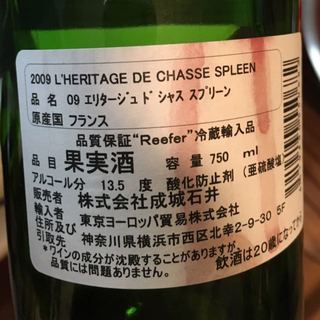 2009 L'HERITAGE DE CHASSE SPLEEN
品 名 09 エリタージュ ド シャス スプリーン
原産国 フランス
品質保証"Reefer"冷蔵輸入品
品目 果実酒 容 量 750 ml
アルコール分 13.5 度 酸化防止剤 (亜硫酸塩
販売者 株式会社成城石井
輸入者 東京ヨーロッパ貿易株式会社
住所及び
引取先 神奈川県横浜市西区北幸2-9-30 5F
*ワインの成分が沈殿することがありますが、
品質には問題ありません。 飲酒は20歳になってか